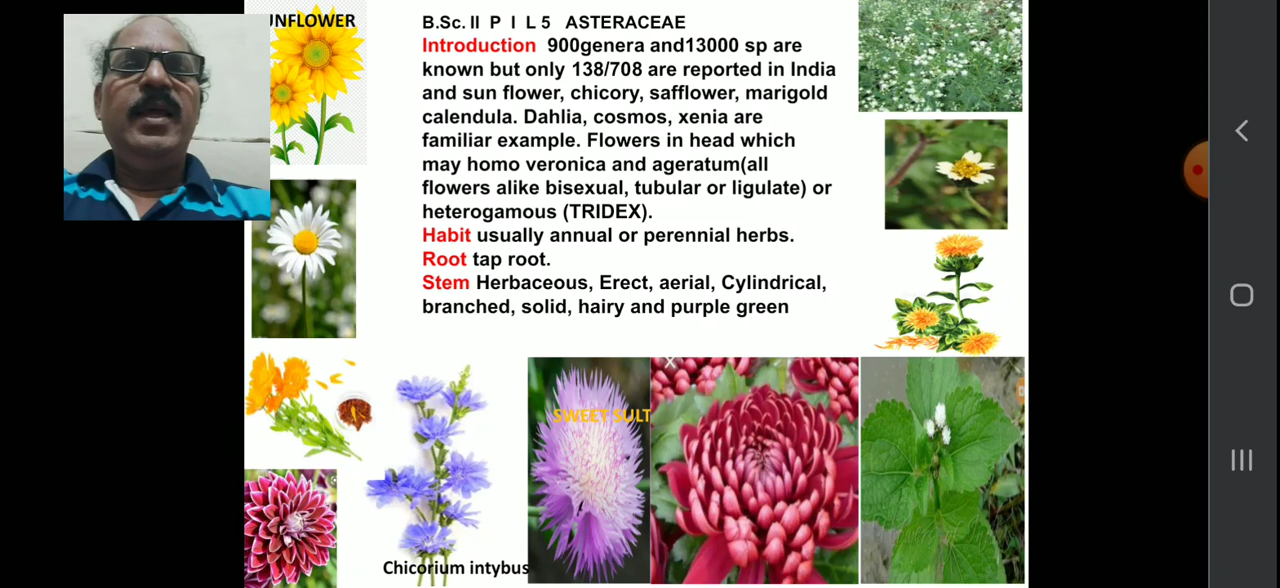 UNFLOWER
B.Sc. II P I L 5 ASTERACEAE
Introduction 900genera and13000 sp are
known but only 138/708 are reported in India
and sun flower, chicory, safflower, marigold
calendula. Dahlia, cosmos, xenia are
familiar example. Flowers in head which
may homo veronica and ageratum(all
flowers alike bisexual, tubular or ligulate) or
heterogamous (TRIDEX).
Habit usually annual or perennial herbs.
Root tap root.
Stem Herbaceous, Erect, aerial, Cylindrical,
branched, solid, hairy and purple green
SWEET SULT
Chicorium intybus